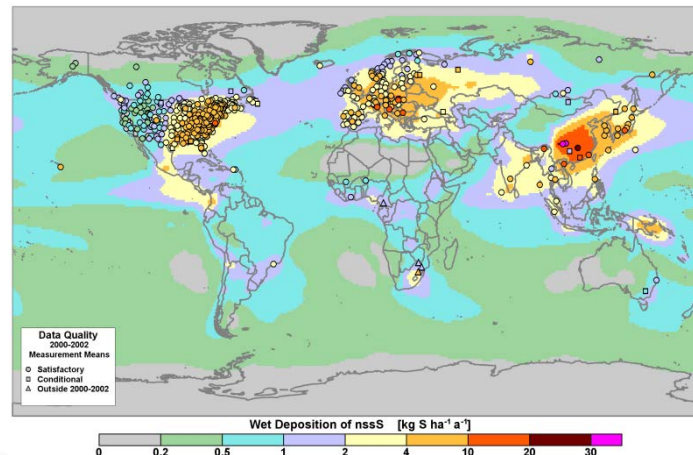 Data Quality
2000-2002
Measurement Means
Satisfactory
Conditional
Outside 2000-2002
Wet Deposition of nssS [kg S ha⁻¹ a⁻¹]
0 0.2 0.5 1 2 4 10 20 30